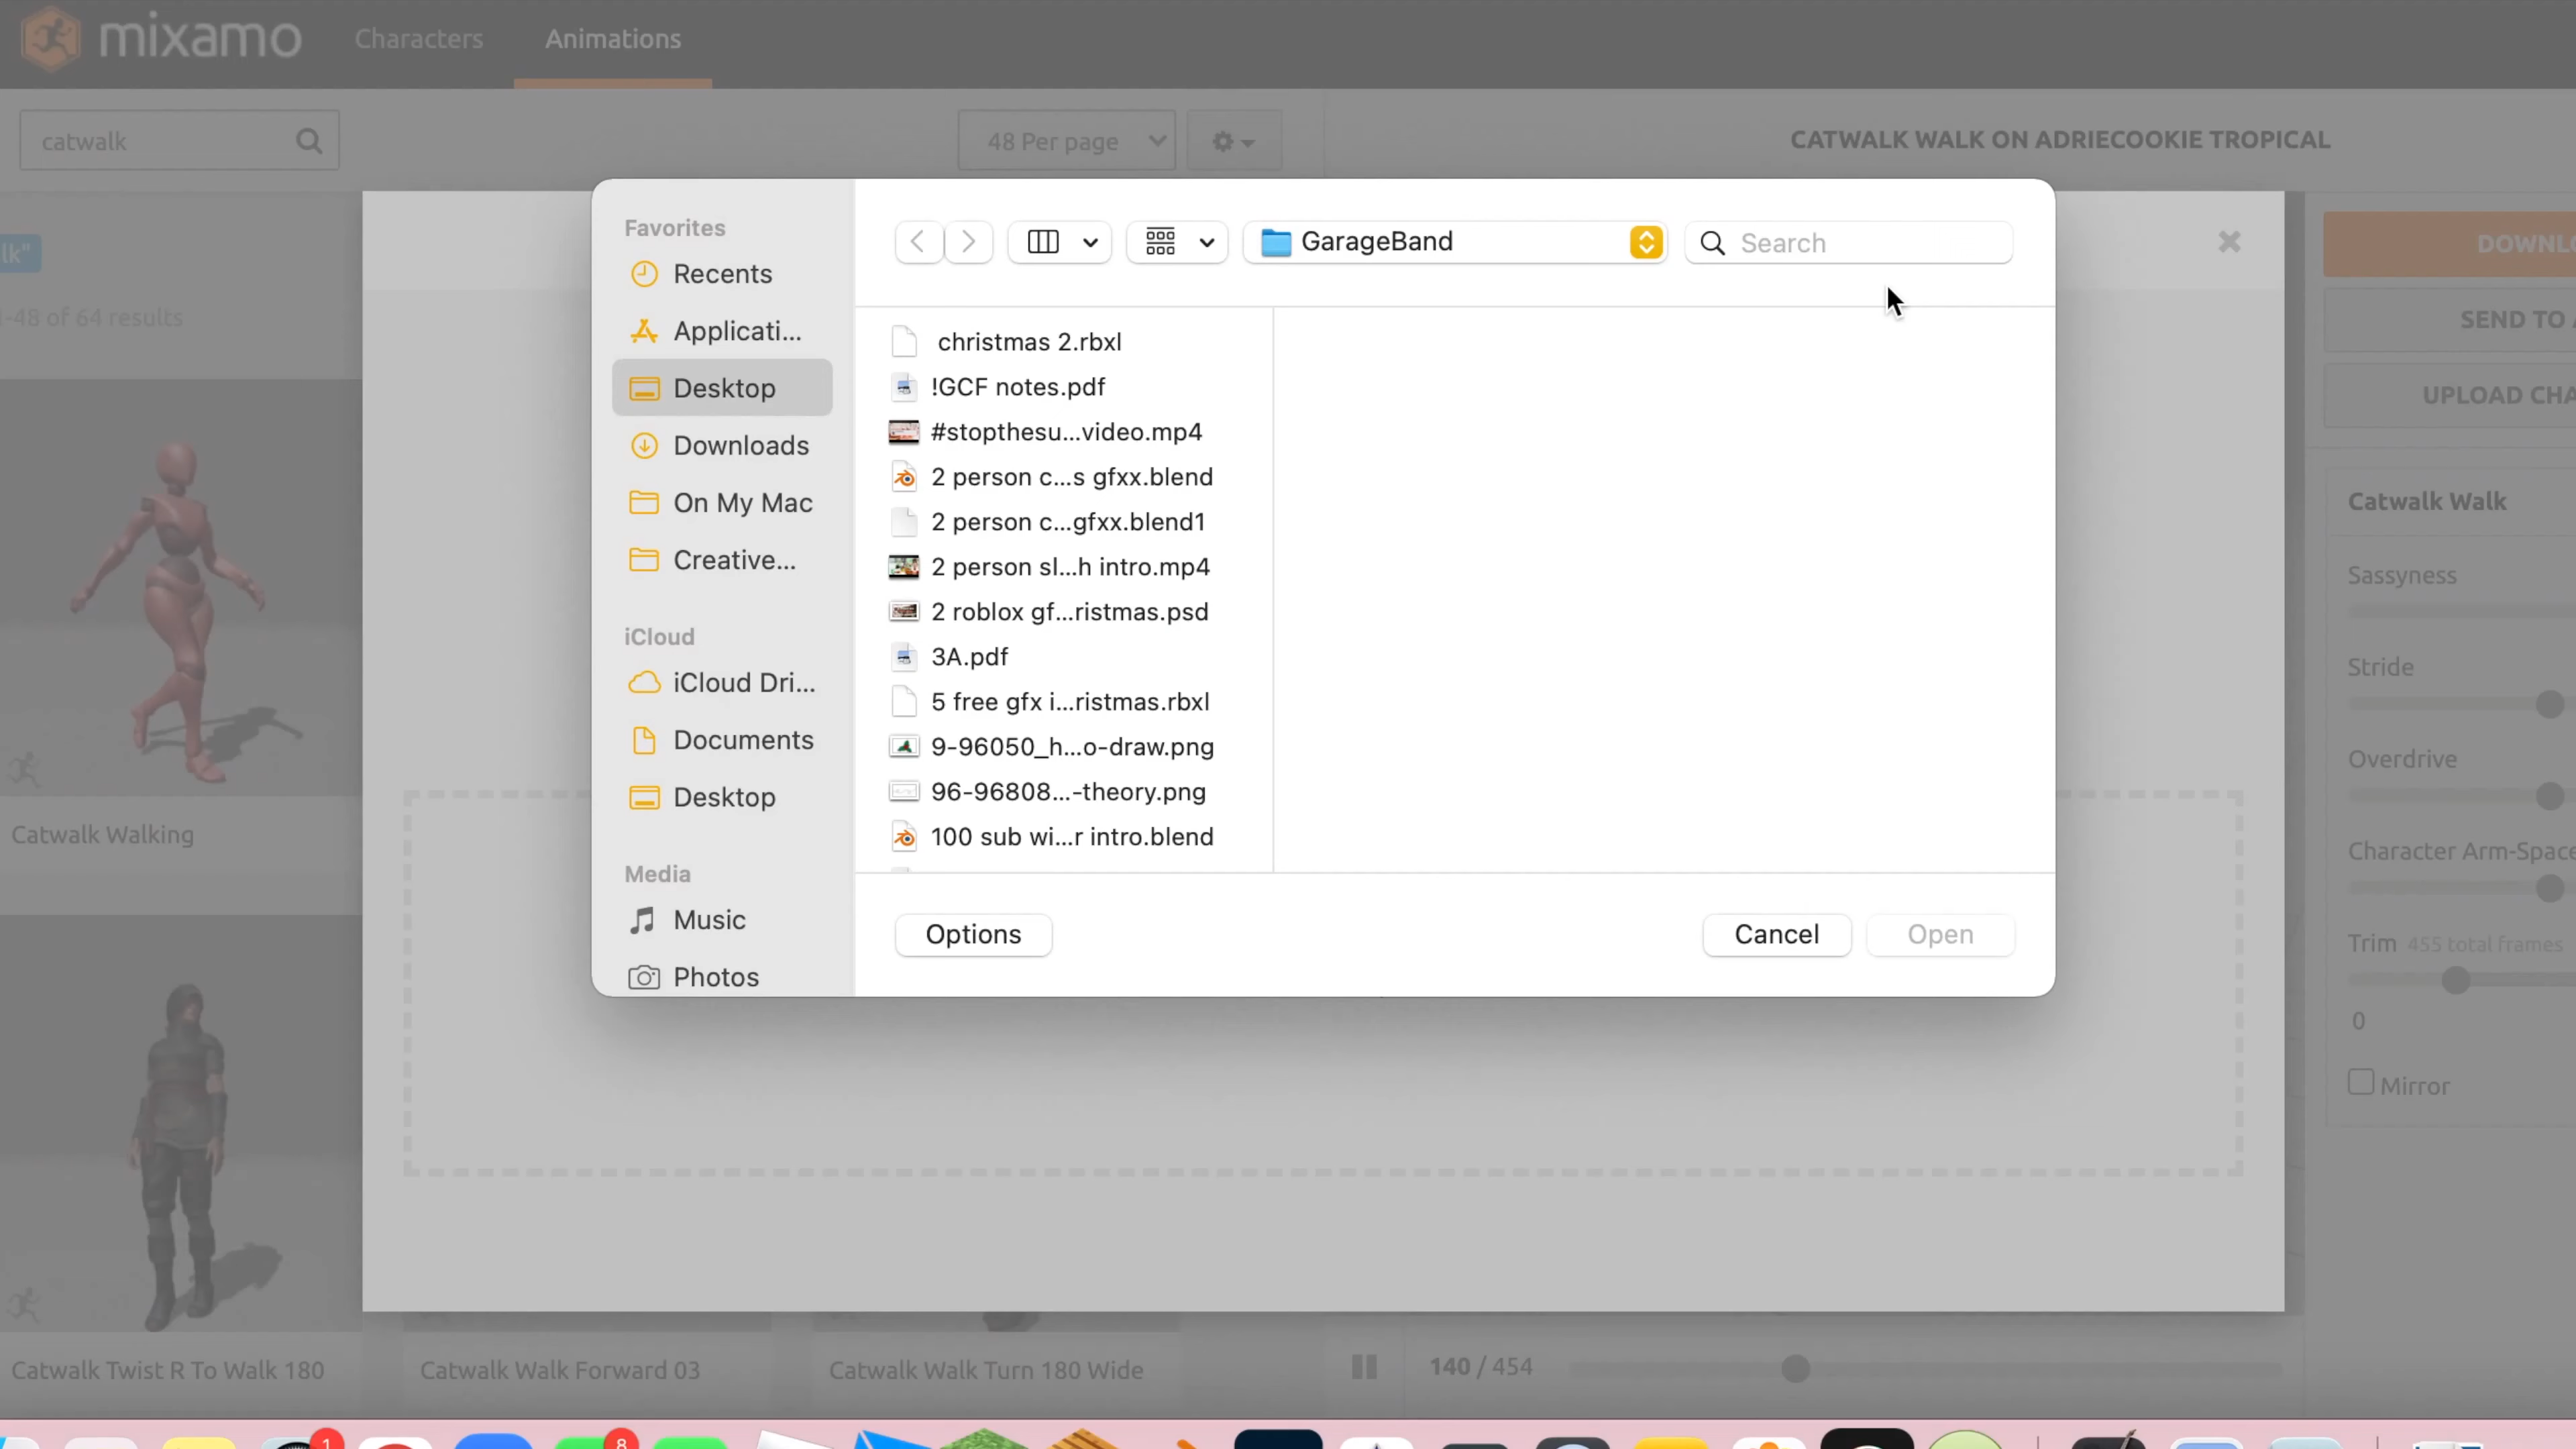 mixamo
Characters
Animations
catwalk
48 Per page
CATWALK WALK ON ADRIECOOKIE TROPICAL
lk"
-48 of 64 results
Catwalk Walking
Catwalk Twist R To Walk 180
Catwalk Walk Forward 03
Catwalk Walk Turn 180 Wide
Favorites
Recents
Applicati...
Desktop
Downloads
On My Mac
Creative...
iCloud
iCloud Dri...
Documents
Desktop
Media
Music
Photos
GarageBand
Search
christmas 2.rbxl
!GCF notes.pdf
#stopthesu...video.mp4
2 person c...s gfxx.blend
2 person c...gfxx.blend1
2 person sl...h intro.mp4
2 roblox gf...ristmas.psd
3A.pdf
5 free gfx i...ristmas.rbxl
9-96050_h...o-draw.png
96-96808...-theory.png
100 sub wi...r intro.blend
Options
Cancel
Open
DOWNLO
SEND TO A
UPLOAD CHA
Catwalk Walk
Sassyness
Stride
Overdrive
Character Arm-Space
Trim 455 total frames
0
Mirror
140 / 454
1
8